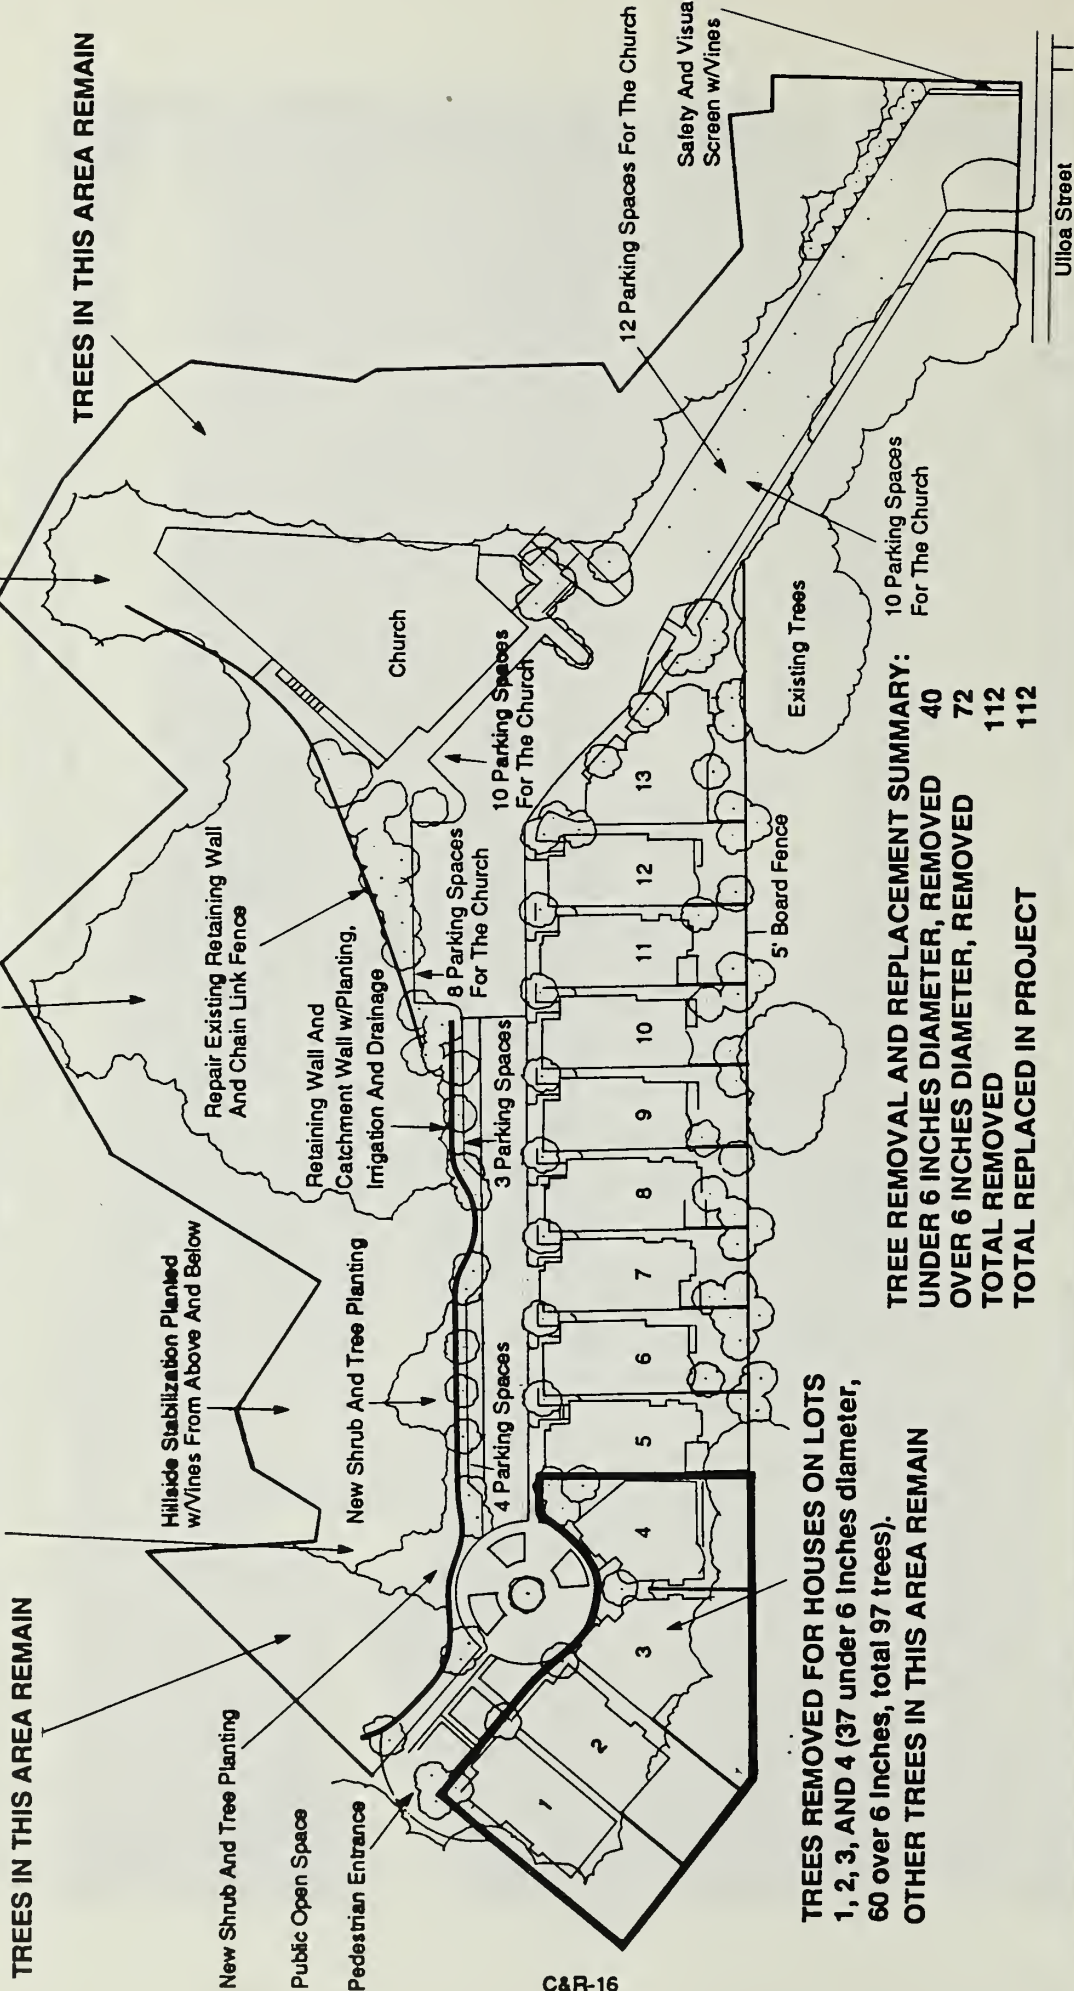 TREES IN THIS AREA REMAIN
TREES IN THIS AREA REMAIN
Hillside Stabilization Planted
w/Vines From Above And Below
Repair Existing Retaining Wall
And Chain Link Fence
New Shrub And Tree Planting
Public Open Space
Pedestrian Entrance
New Shrub And Tree Planting
Retaining Wall And
Catchment Wall w/Planting,
Irrigation And Drainage
Church
8 Parking Spaces
For The Church
10 Parking Spaces
For The Church
4 Parking Spaces
3 Parking Spaces
12 Parking Spaces For The Church
Safety And Visua
Screen w/Vines
1
2
3
4
5
6
7
8
9
10
11
12
13
5' Board Fence
Existing Trees
10 Parking Spaces
For The Church
Ulloa Street
TREES REMOVED FOR HOUSES ON LOTS
1, 2, 3, AND 4 (37 under 6 inches diameter,
60 over 6 inches, total 97 trees).
OTHER TREES IN THIS AREA REMAIN
TREE REMOVAL AND REPLACEMENT SUMMARY:
UNDER 6 INCHES DIAMETER, REMOVED 40
OVER 6 INCHES DIAMETER, REMOVED 72
TOTAL REMOVED 112
TOTAL REPLACED IN PROJECT 112
C&R-16